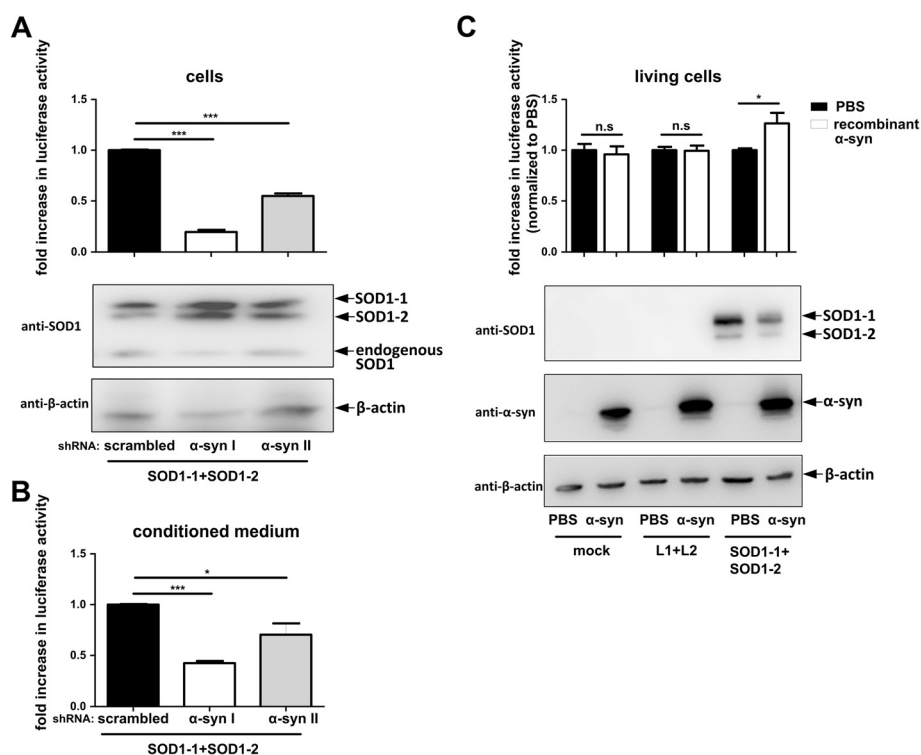 A
cells
fold increase in luciferase activity
1.5
1.0
0.5
0.0
***
***
anti-SOD1
SOD1-1
SOD1-2
endogenous
SOD1
anti-β-actin
β-actin
shRNA: scrambled α-syn I α-syn II
SOD1-1+SOD1-2
B
conditioned medium
fold increase in luciferase activity
1.5
1.0
0.5
0.0
*
***
shRNA: scrambled α-syn I α-syn II
SOD1-1+SOD1-2
C
living cells
fold increase in luciferase activity
(normalized to PBS)
1.5
1.0
0.5
0.0
n.s n.s *
PBS
recombinant
α-syn
anti-SOD1
SOD1-1
SOD1-2
anti-α-syn
α-syn
anti-β-actin
β-actin
PBS α-syn PBS α-syn PBS α-syn
mock L1+L2 SOD1-1+
SOD1-2